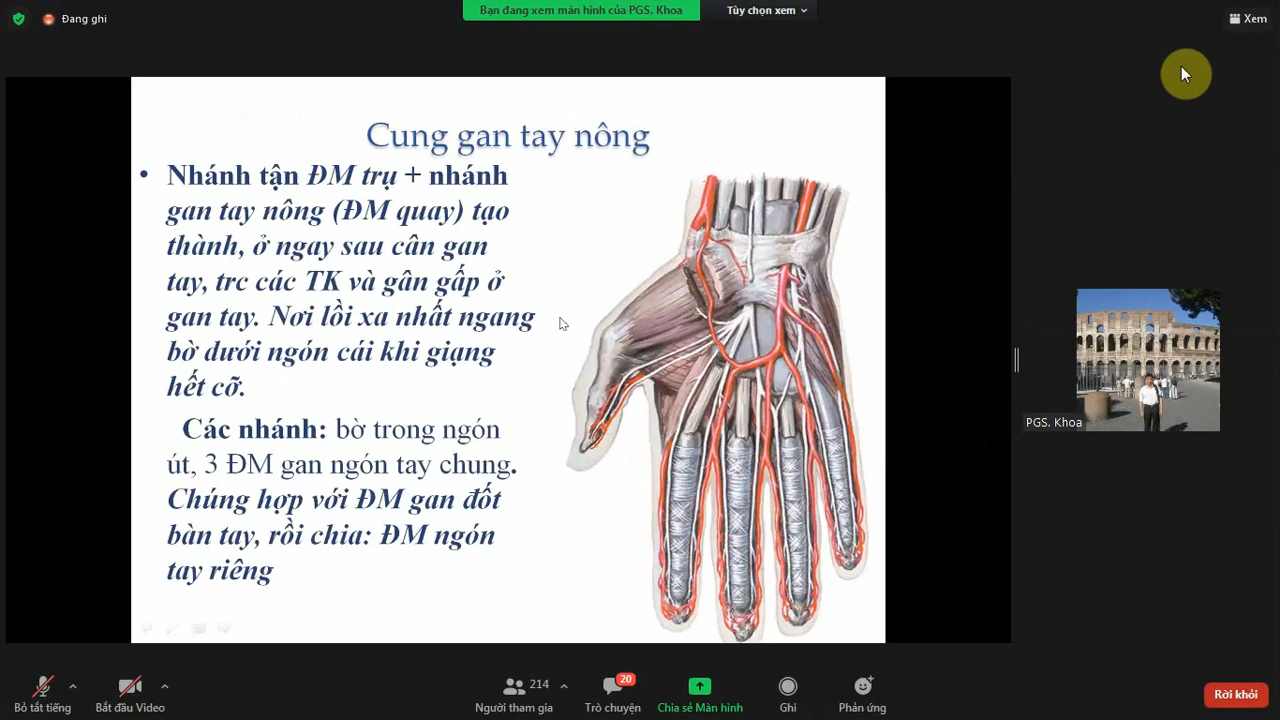 Đang ghi
Bạn đang xem màn hình của PGS. Khoa
Tùy chọn xem
Xem
Cung gan tay nông
• Nhánh tận ĐM trụ + nhánh
gan tay nông (ĐM quay) tạo
thành, ở ngay sau cân gan
tay, trc các TK và gân gấp ở
gan tay. Nơi lồi xa nhất ngang
bờ dưới ngón cái khi giạng
hết cỡ.
Các nhánh: bờ trong ngón
út, 3 ĐM gan ngón tay chung.
Chúng hợp với ĐM gan đốt
bàn tay, rồi chia: ĐM ngón
tay riêng
PGS. Khoa
Bỏ tắt tiếng
Bắt đầu Video
214
Người tham gia
20
Trò chuyện
Chia sẻ Màn hình
Ghi
Phản ứng
Rời khỏi